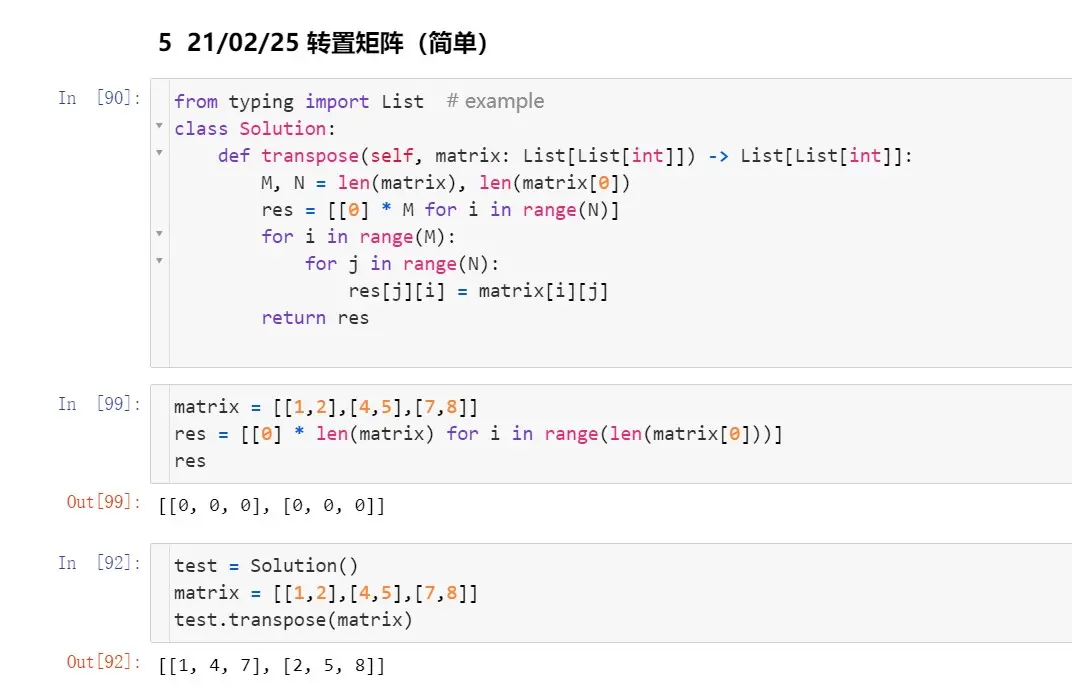 5 21/02/25 转置矩阵（简单）
In [90]:
from typing import List # example
class Solution:
    def transpose(self, matrix: List[List[int]]) -> List[List[int]]:
        M, N = len(matrix), len(matrix[0])
        res = [[0] * M for i in range(N)]
        for i in range(M):
            for j in range(N):
                res[j][i] = matrix[i][j]
        return res
In [99]:
matrix = [[1,2],[4,5],[7,8]]
res = [[0] * len(matrix) for i in range(len(matrix[0]))]
res
Out[99]: [[0, 0, 0], [0, 0, 0]]
In [92]:
test = Solution()
matrix = [[1,2],[4,5],[7,8]]
test.transpose(matrix)
Out[92]: [[1, 4, 7], [2, 5, 8]]